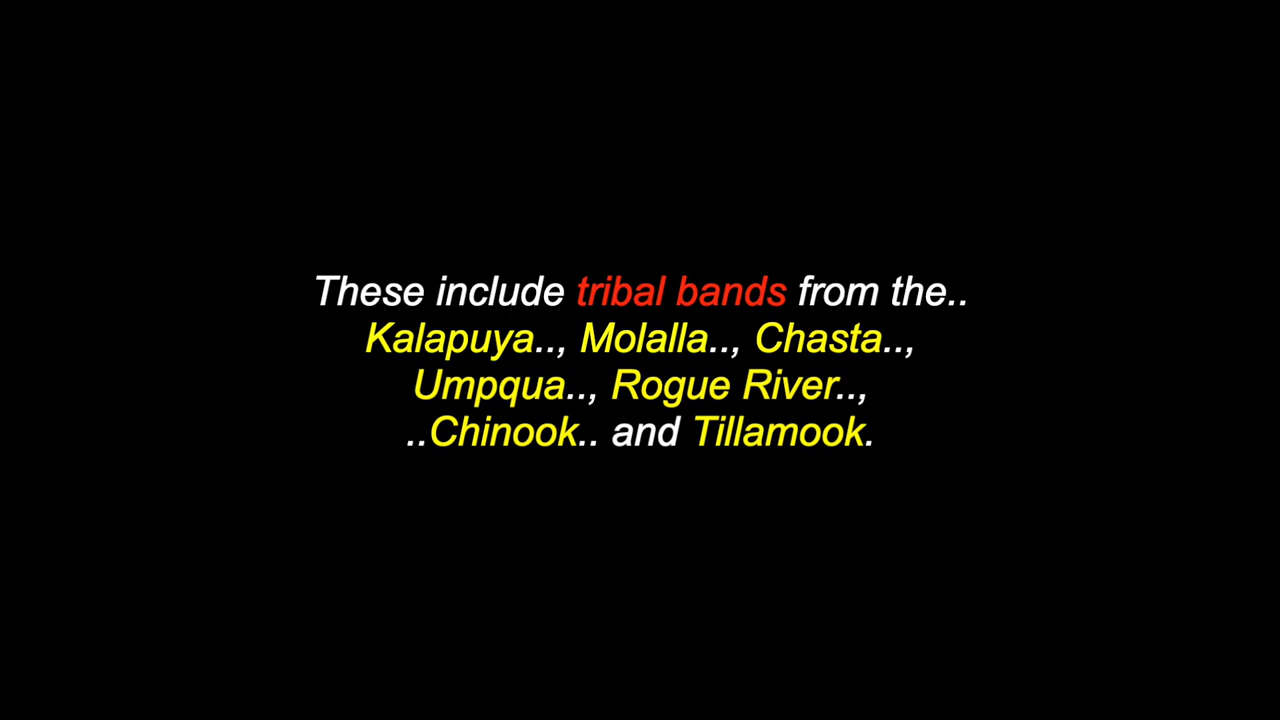 These include tribal bands from the..
Kalapuya.., Molalla.., Chasta..,
Umpqua.., Rogue River..,
..Chinook.. and Tillamook.